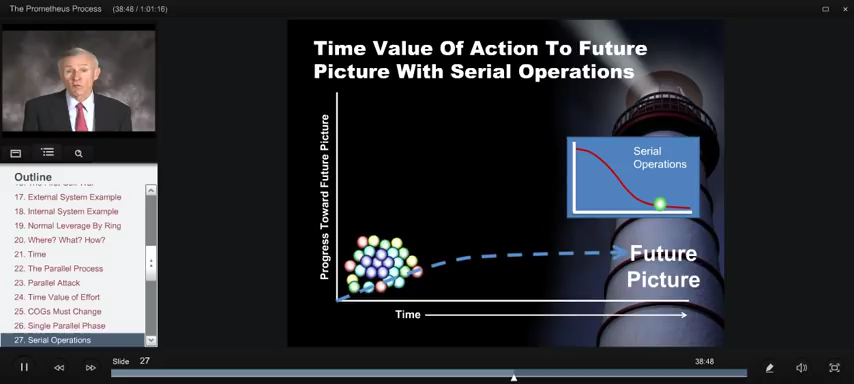 The Prometheus Process (38:48 / 1:01:16)
Time Value Of Action To Future
Picture With Serial Operations
Progress Toward Future Picture
Serial
Operations
Future
Picture
Time
Outline
17. External System Example
18. Internal System Example
19. Normal Leverage By Ring
20. Where? What? How?
21. Time
22. The Parallel Process
23. Parallel Attack
24. Time Value of Effort
25. COGs Must Change
26. Single Parallel Phase
27. Serial Operations
Slide 27
38:48